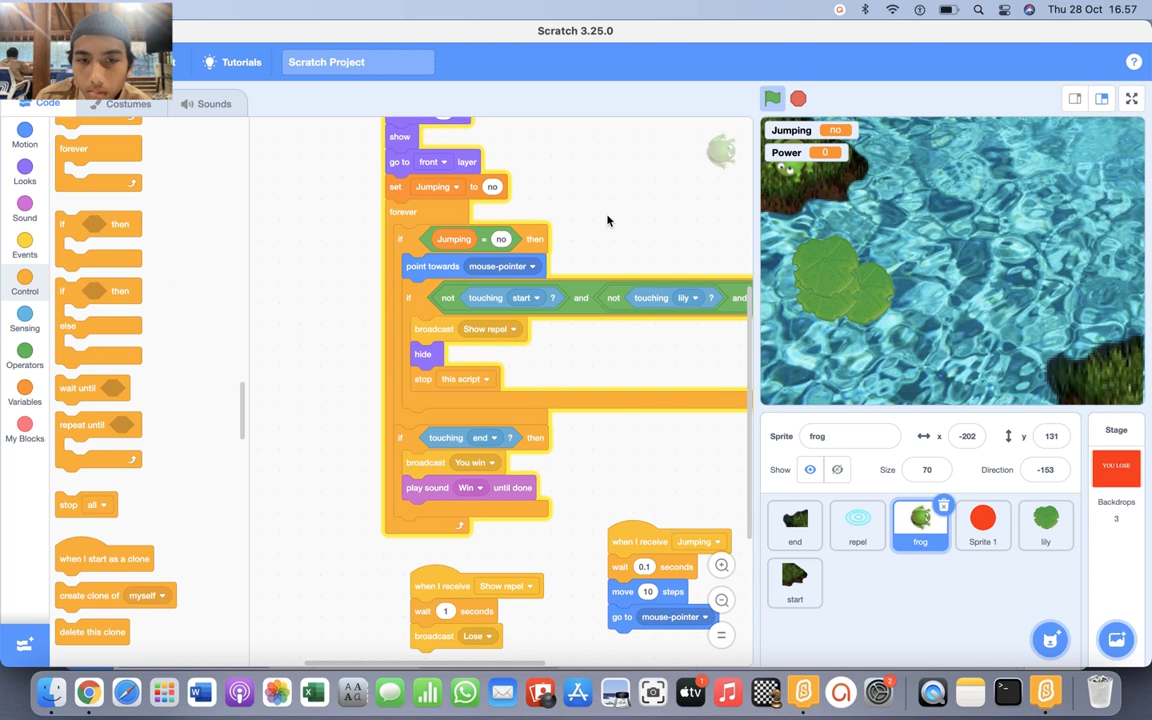 Thu 28 Oct 16.57
Scratch 3.25.0
Tutorials
Scratch Project
?
Code
Costumes
Sounds
Motion
Looks
Sound
Events
Control
Sensing
Operators
Variables
My Blocks
forever
if then
if then
else
wait until
repeat until
stop all
when I start as a clone
create clone of myself
delete this clone
show
go to front layer
set Jumping to no
forever
if Jumping = no then
point towards mouse-pointer
if not touching start ? and not touching lily ? and
broadcast Show repel
hide
stop this script
if touching end ? then
broadcast You win
play sound Win until done
when I receive Show repel
wait 1 seconds
broadcast Lose
when I receive Jumping
wait 0.1 seconds
move 10 steps
go to mouse-pointer
Jumping no
Power 0
Sprite frog x -202 y 131
Show Size 70 Direction -153
end
repel
frog
Sprite 1
lily
start
Stage
YOU LOSE
Backdrops
3
tv
1
2